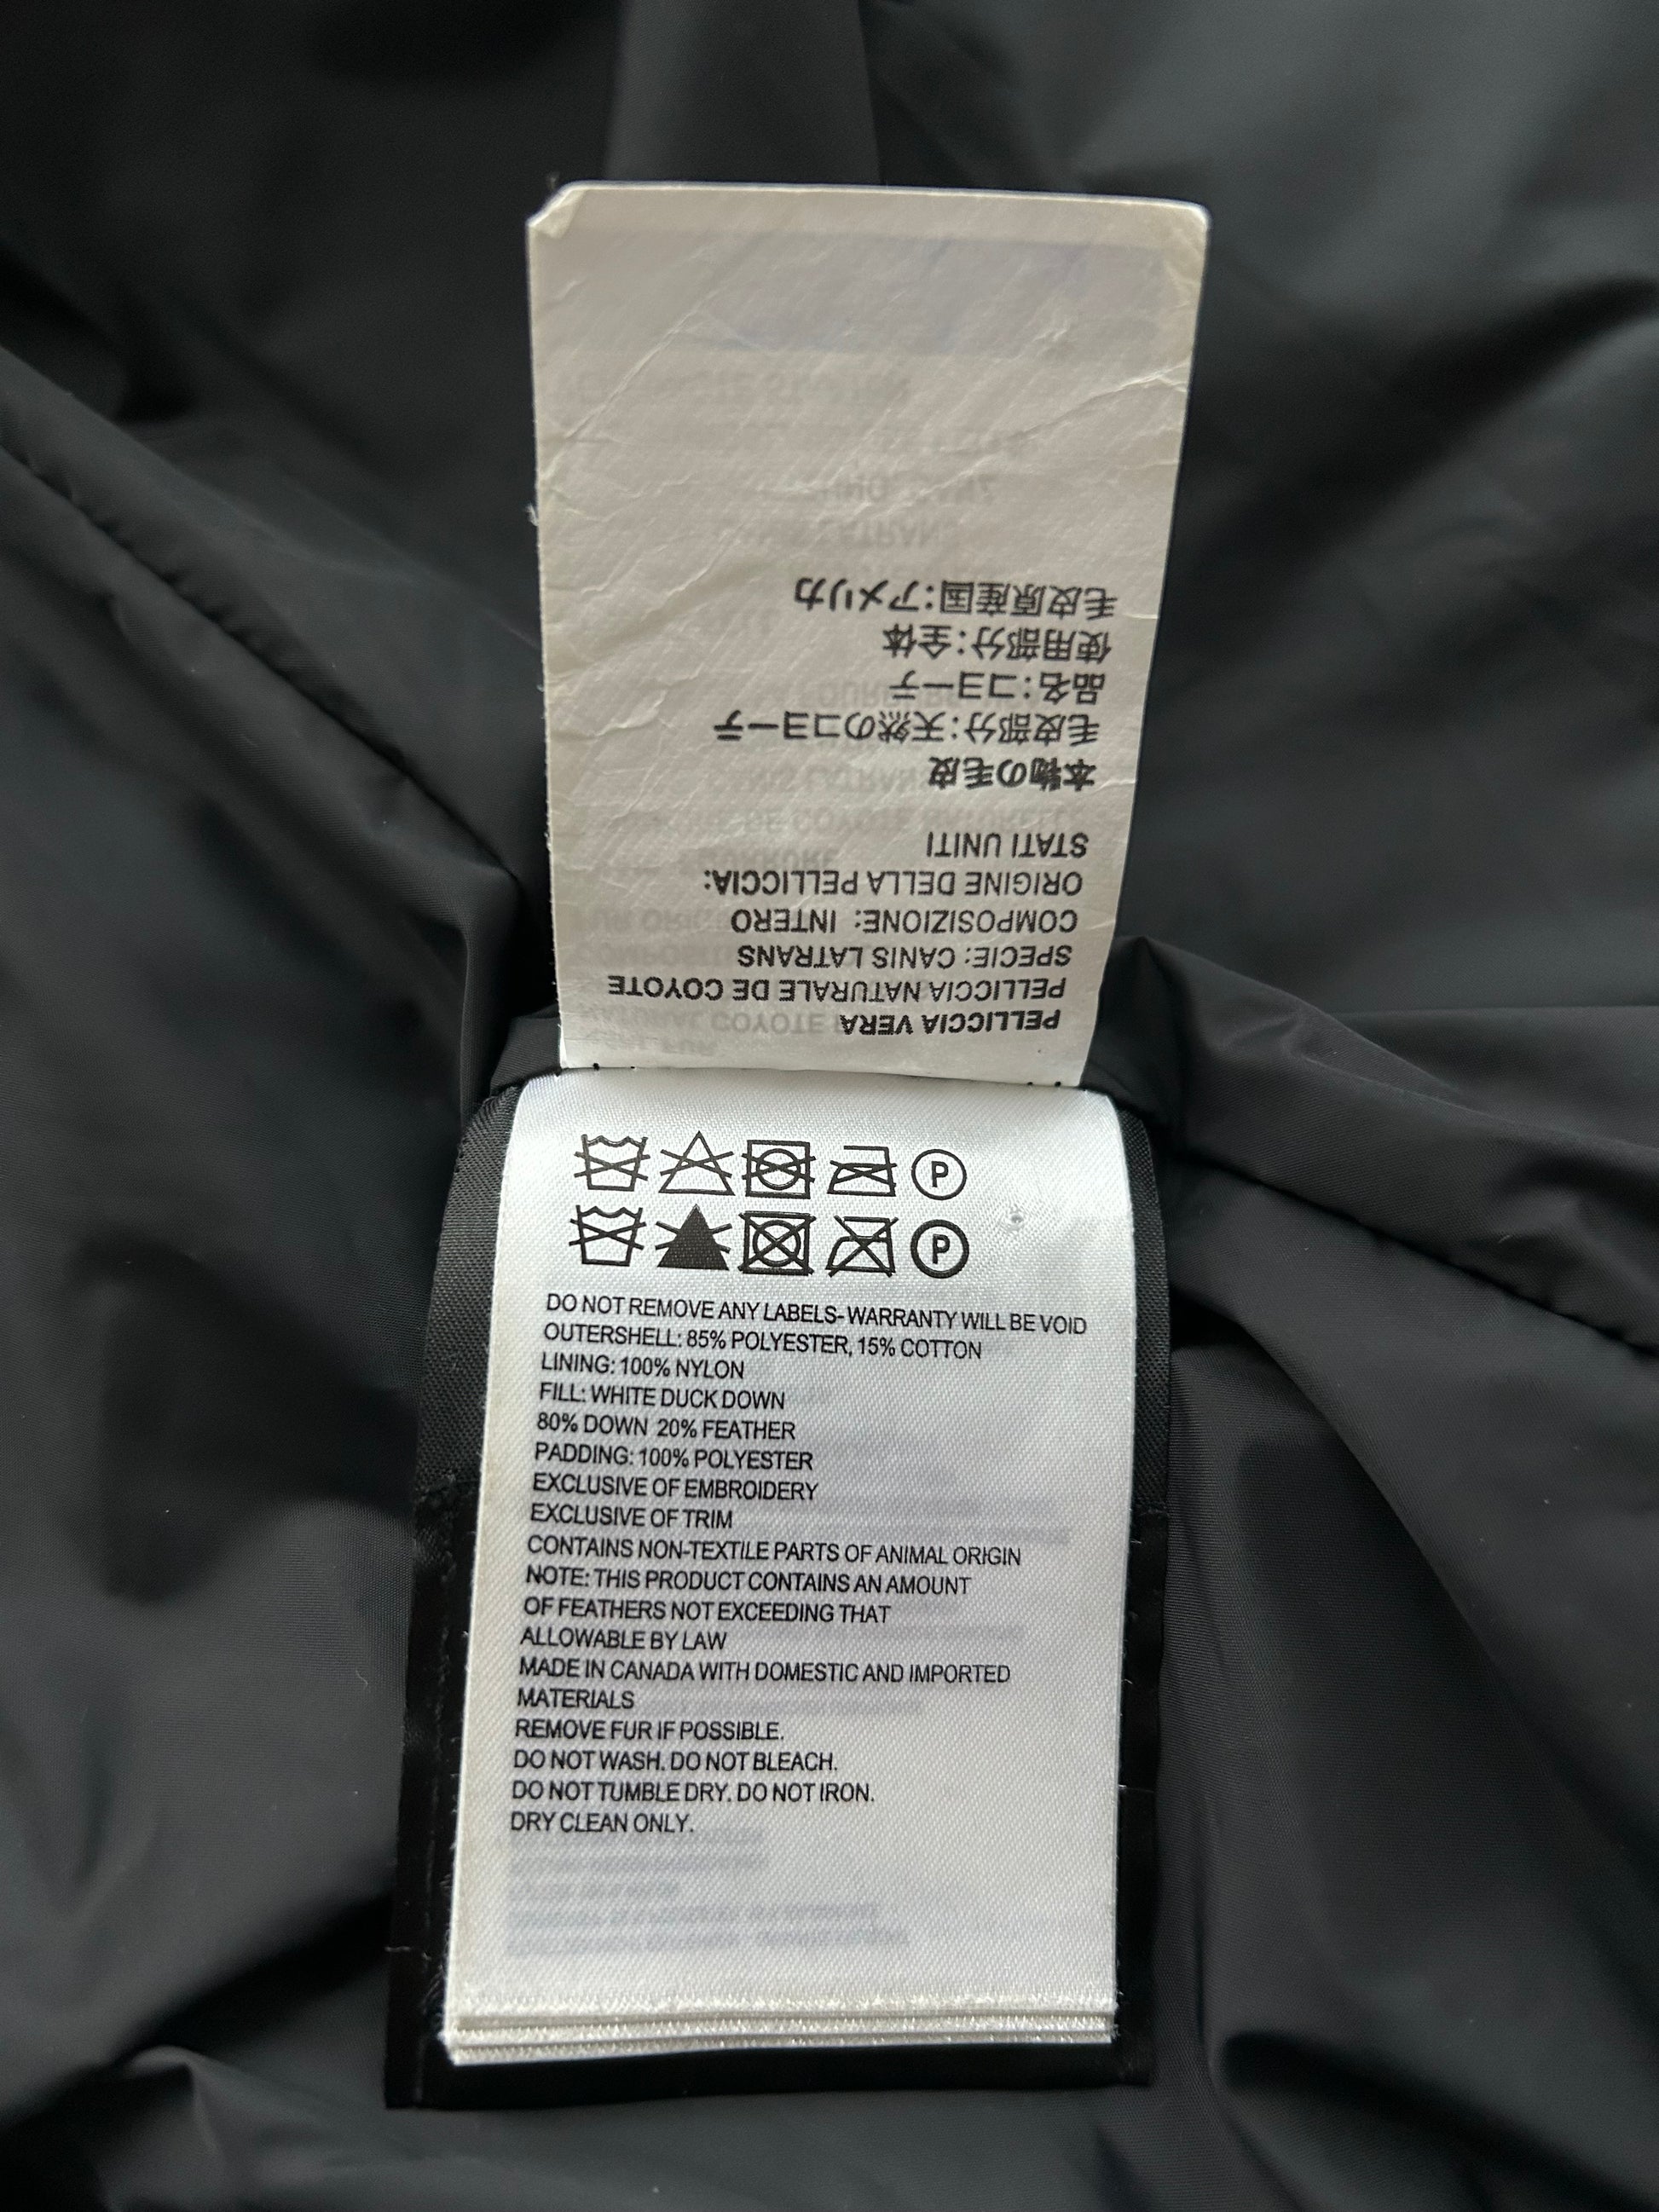 PELLICCIA VERA
PELLICCIA NATURALE DE COYOTE
SPECIE: CANIS LATRANS
COMPOSIZIONE: INTERO
ORIGINE DELLA PELLICCIA:
STATI UNITI
本物の毛皮
毛皮部分:天然のコヨーテ
品名:コヨーテ
使用部分:全体
毛皮原産国:アメリカ
P
P
DO NOT REMOVE ANY LABELS- WARRANTY WILL BE VOID
OUTERSHELL: 85% POLYESTER, 15% COTTON
LINING: 100% NYLON
FILL: WHITE DUCK DOWN
80% DOWN 20% FEATHER
PADDING: 100% POLYESTER
EXCLUSIVE OF EMBROIDERY
EXCLUSIVE OF TRIM
CONTAINS NON-TEXTILE PARTS OF ANIMAL ORIGIN
NOTE: THIS PRODUCT CONTAINS AN AMOUNT
OF FEATHERS NOT EXCEEDING THAT
ALLOWABLE BY LAW
MADE IN CANADA WITH DOMESTIC AND IMPORTED
MATERIALS
REMOVE FUR IF POSSIBLE.
DO NOT WASH. DO NOT BLEACH.
DO NOT TUMBLE DRY. DO NOT IRON.
DRY CLEAN ONLY.